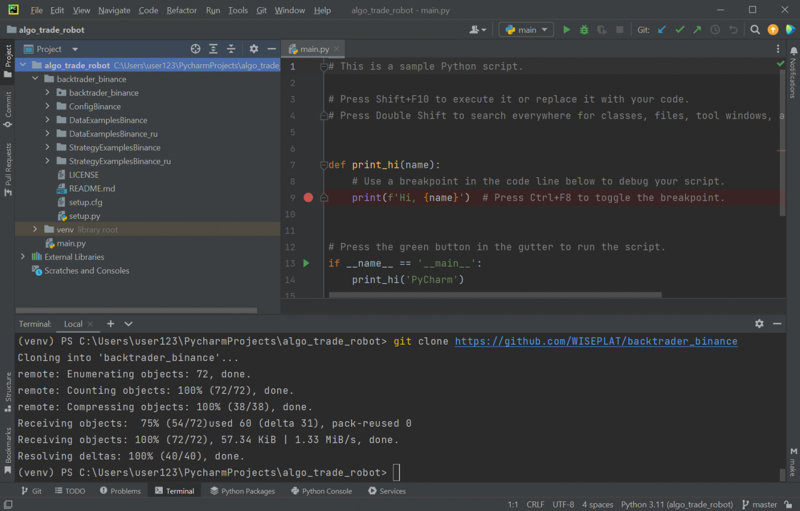 File Edit View Navigate Code Refactor Run Tools Git Window Help algo_trade_robot - main.py
algo_trade_robot
main
Git:
Project
Commit
Pull Requests
Structure
Bookmarks
Project
algo_trade_robot C:\Users\user123\PycharmProjects\algo_trade
backtrader_binance
backtrader_binance
ConfigBinance
DataExamplesBinance
DataExamplesBinance_ru
StrategyExamplesBinance
StrategyExamplesBinance_ru
LICENSE
README.md
setup.cfg
setup.py
venv library root
main.py
External Libraries
Scratches and Consoles
main.py
1 # This is a sample Python script.
2
3 # Press Shift+F10 to execute it or replace it with your code.
4 # Press Double Shift to search everywhere for classes, files, tool windows, a
5
6
7 def print_hi(name):
8 # Use a breakpoint in the code line below to debug your script.
9 print(f'Hi, {name}') # Press Ctrl+F8 to toggle the breakpoint.
10
11
12 # Press the green button in the gutter to run the script.
13 if __name__ == '__main__':
14 print_hi('PyCharm')
15
Notifications
make
Terminal: Local
(venv) PS C:\Users\user123\PycharmProjects\algo_trade_robot> git clone https://github.com/WISEPLAT/backtrader_binance
Cloning into 'backtrader_binance'...
remote: Enumerating objects: 72, done.
remote: Counting objects: 100% (72/72), done.
remote: Compressing objects: 100% (38/38), done.
Receiving objects:  75% (54/72)used 60 (delta 31), pack-reused 0
Receiving objects: 100% (72/72), 57.34 KiB | 1.33 MiB/s, done.
Resolving deltas: 100% (40/40), done.
(venv) PS C:\Users\user123\PycharmProjects\algo_trade_robot>
Git TODO Problems Terminal Python Packages Python Console Services
1:1 CRLF UTF-8 4 spaces Python 3.11 (algo_trade_robot) master